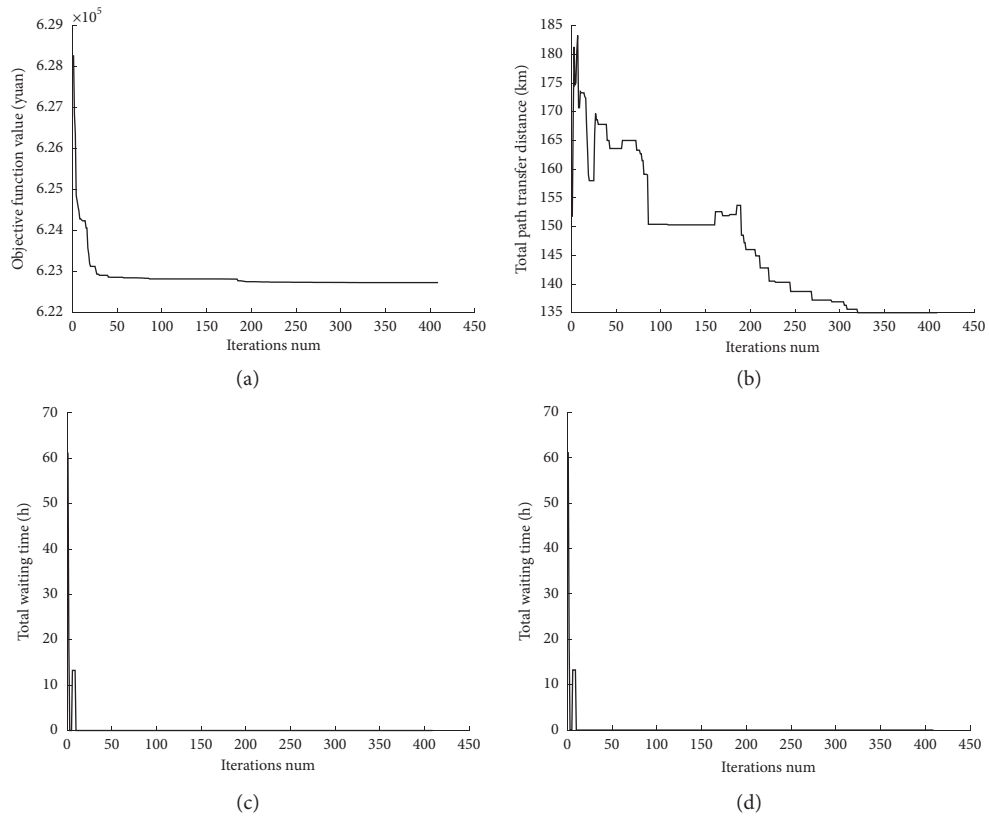 ×10⁵
6.29
6.28
6.27
6.26
6.25
6.24
6.23
6.22
Objective function value (yuan)
0 50 100 150 200 250 300 350 400 450
Iterations num
(a)
185
180
175
170
165
160
155
150
145
140
135
Total path transfer distance (km)
0 50 100 150 200 250 300 350 400 450
Iterations num
(b)
70
60
50
40
30
20
10
0
Total waiting time (h)
0 50 100 150 200 250 300 350 400 450
Iterations num
(c)
70
60
50
40
30
20
10
0
Total waiting time (h)
0 50 100 150 200 250 300 350 400 450
Iterations num
(d)